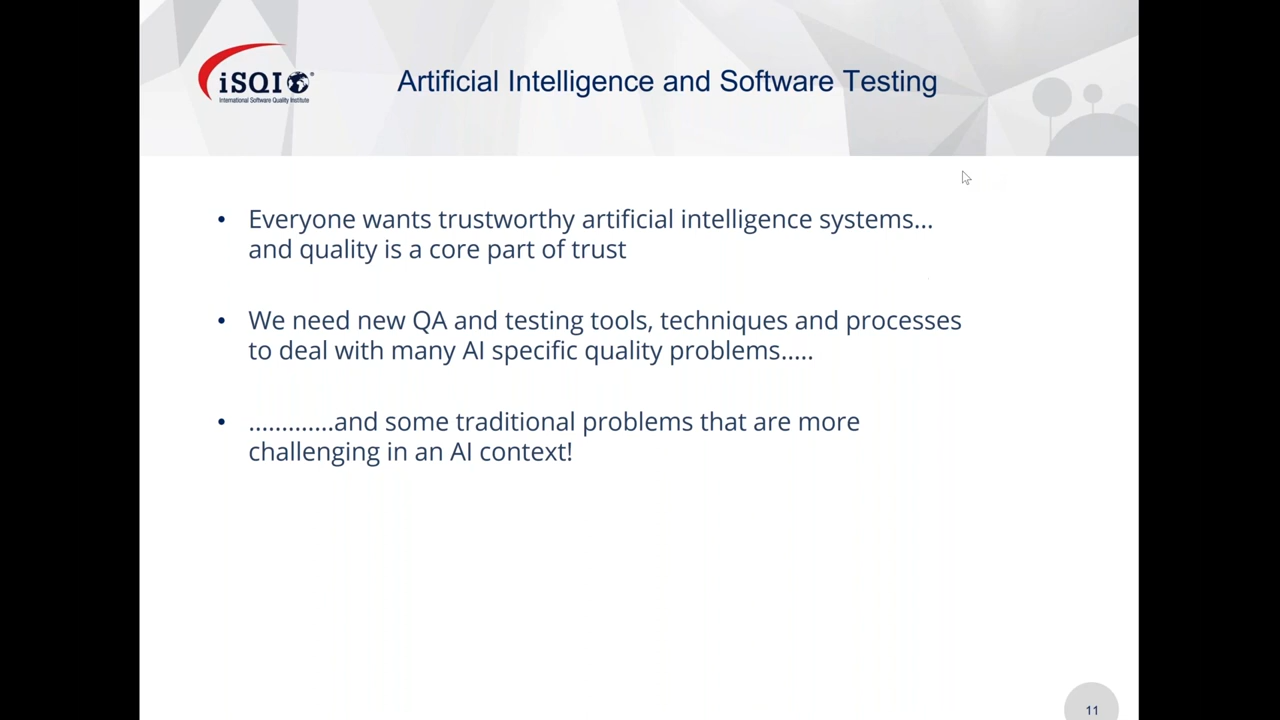 iSQI
International Software Quality Institute
Artificial Intelligence and Software Testing
• Everyone wants trustworthy artificial intelligence systems...
and quality is a core part of trust
• We need new QA and testing tools, techniques and processes
to deal with many AI specific quality problems.....
• .............and some traditional problems that are more
challenging in an AI context!
11